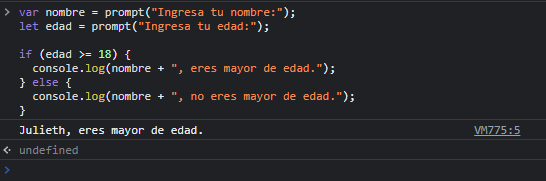 var nombre = prompt("Ingresa tu nombre:");
let edad = prompt("Ingresa tu edad:");
if (edad >= 18) {
console.log(nombre + ", eres mayor de edad.");
} else {
console.log(nombre + ", no eres mayor de edad.");
}
Julieth, eres mayor de edad. VM775:5
undefined